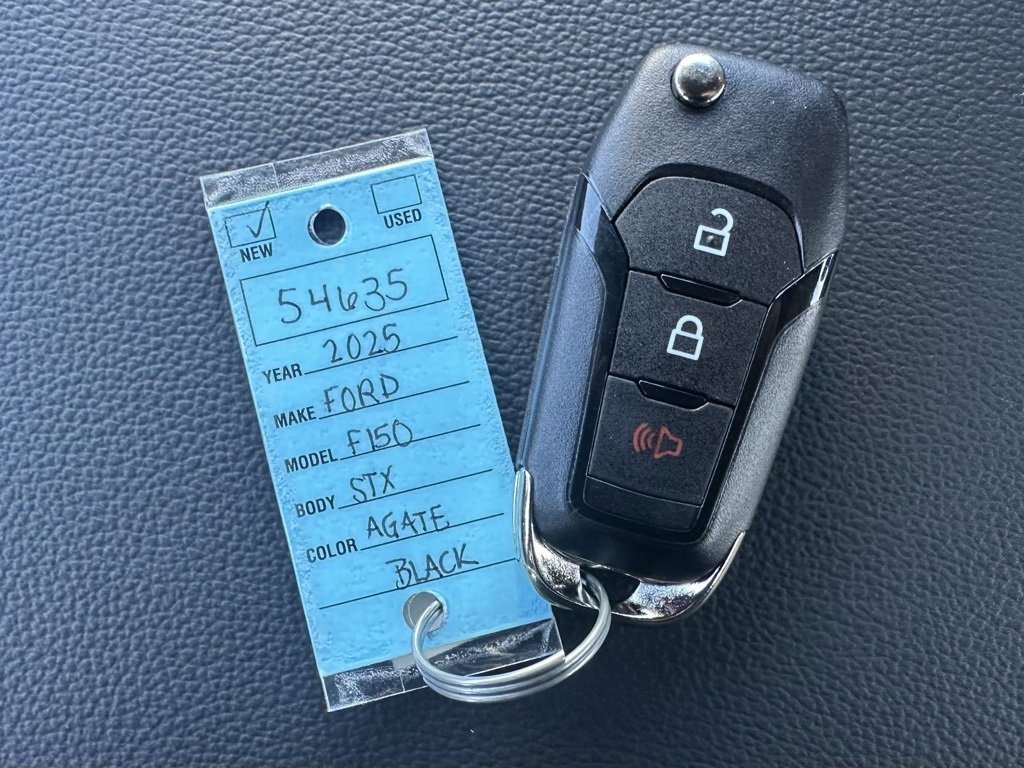 NEW USED
54635
YEAR 2025
MAKE FORD
MODEL F150
BODY STX
COLOR AGATE
BLACK